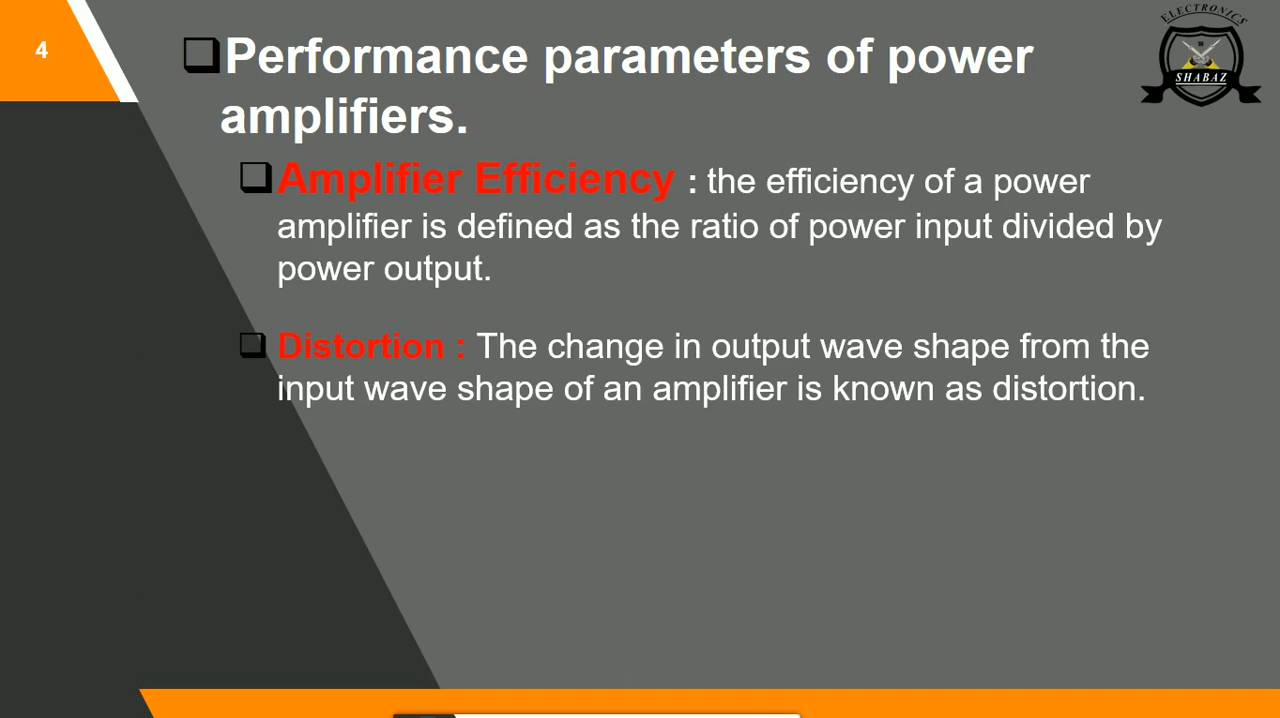 4
Performance parameters of power
amplifiers.
Amplifier Efficiency : the efficiency of a power
amplifier is defined as the ratio of power input divided by
power output.
Distortion : The change in output wave shape from the
input wave shape of an amplifier is known as distortion.
ELECTRONICS
SHABAZ